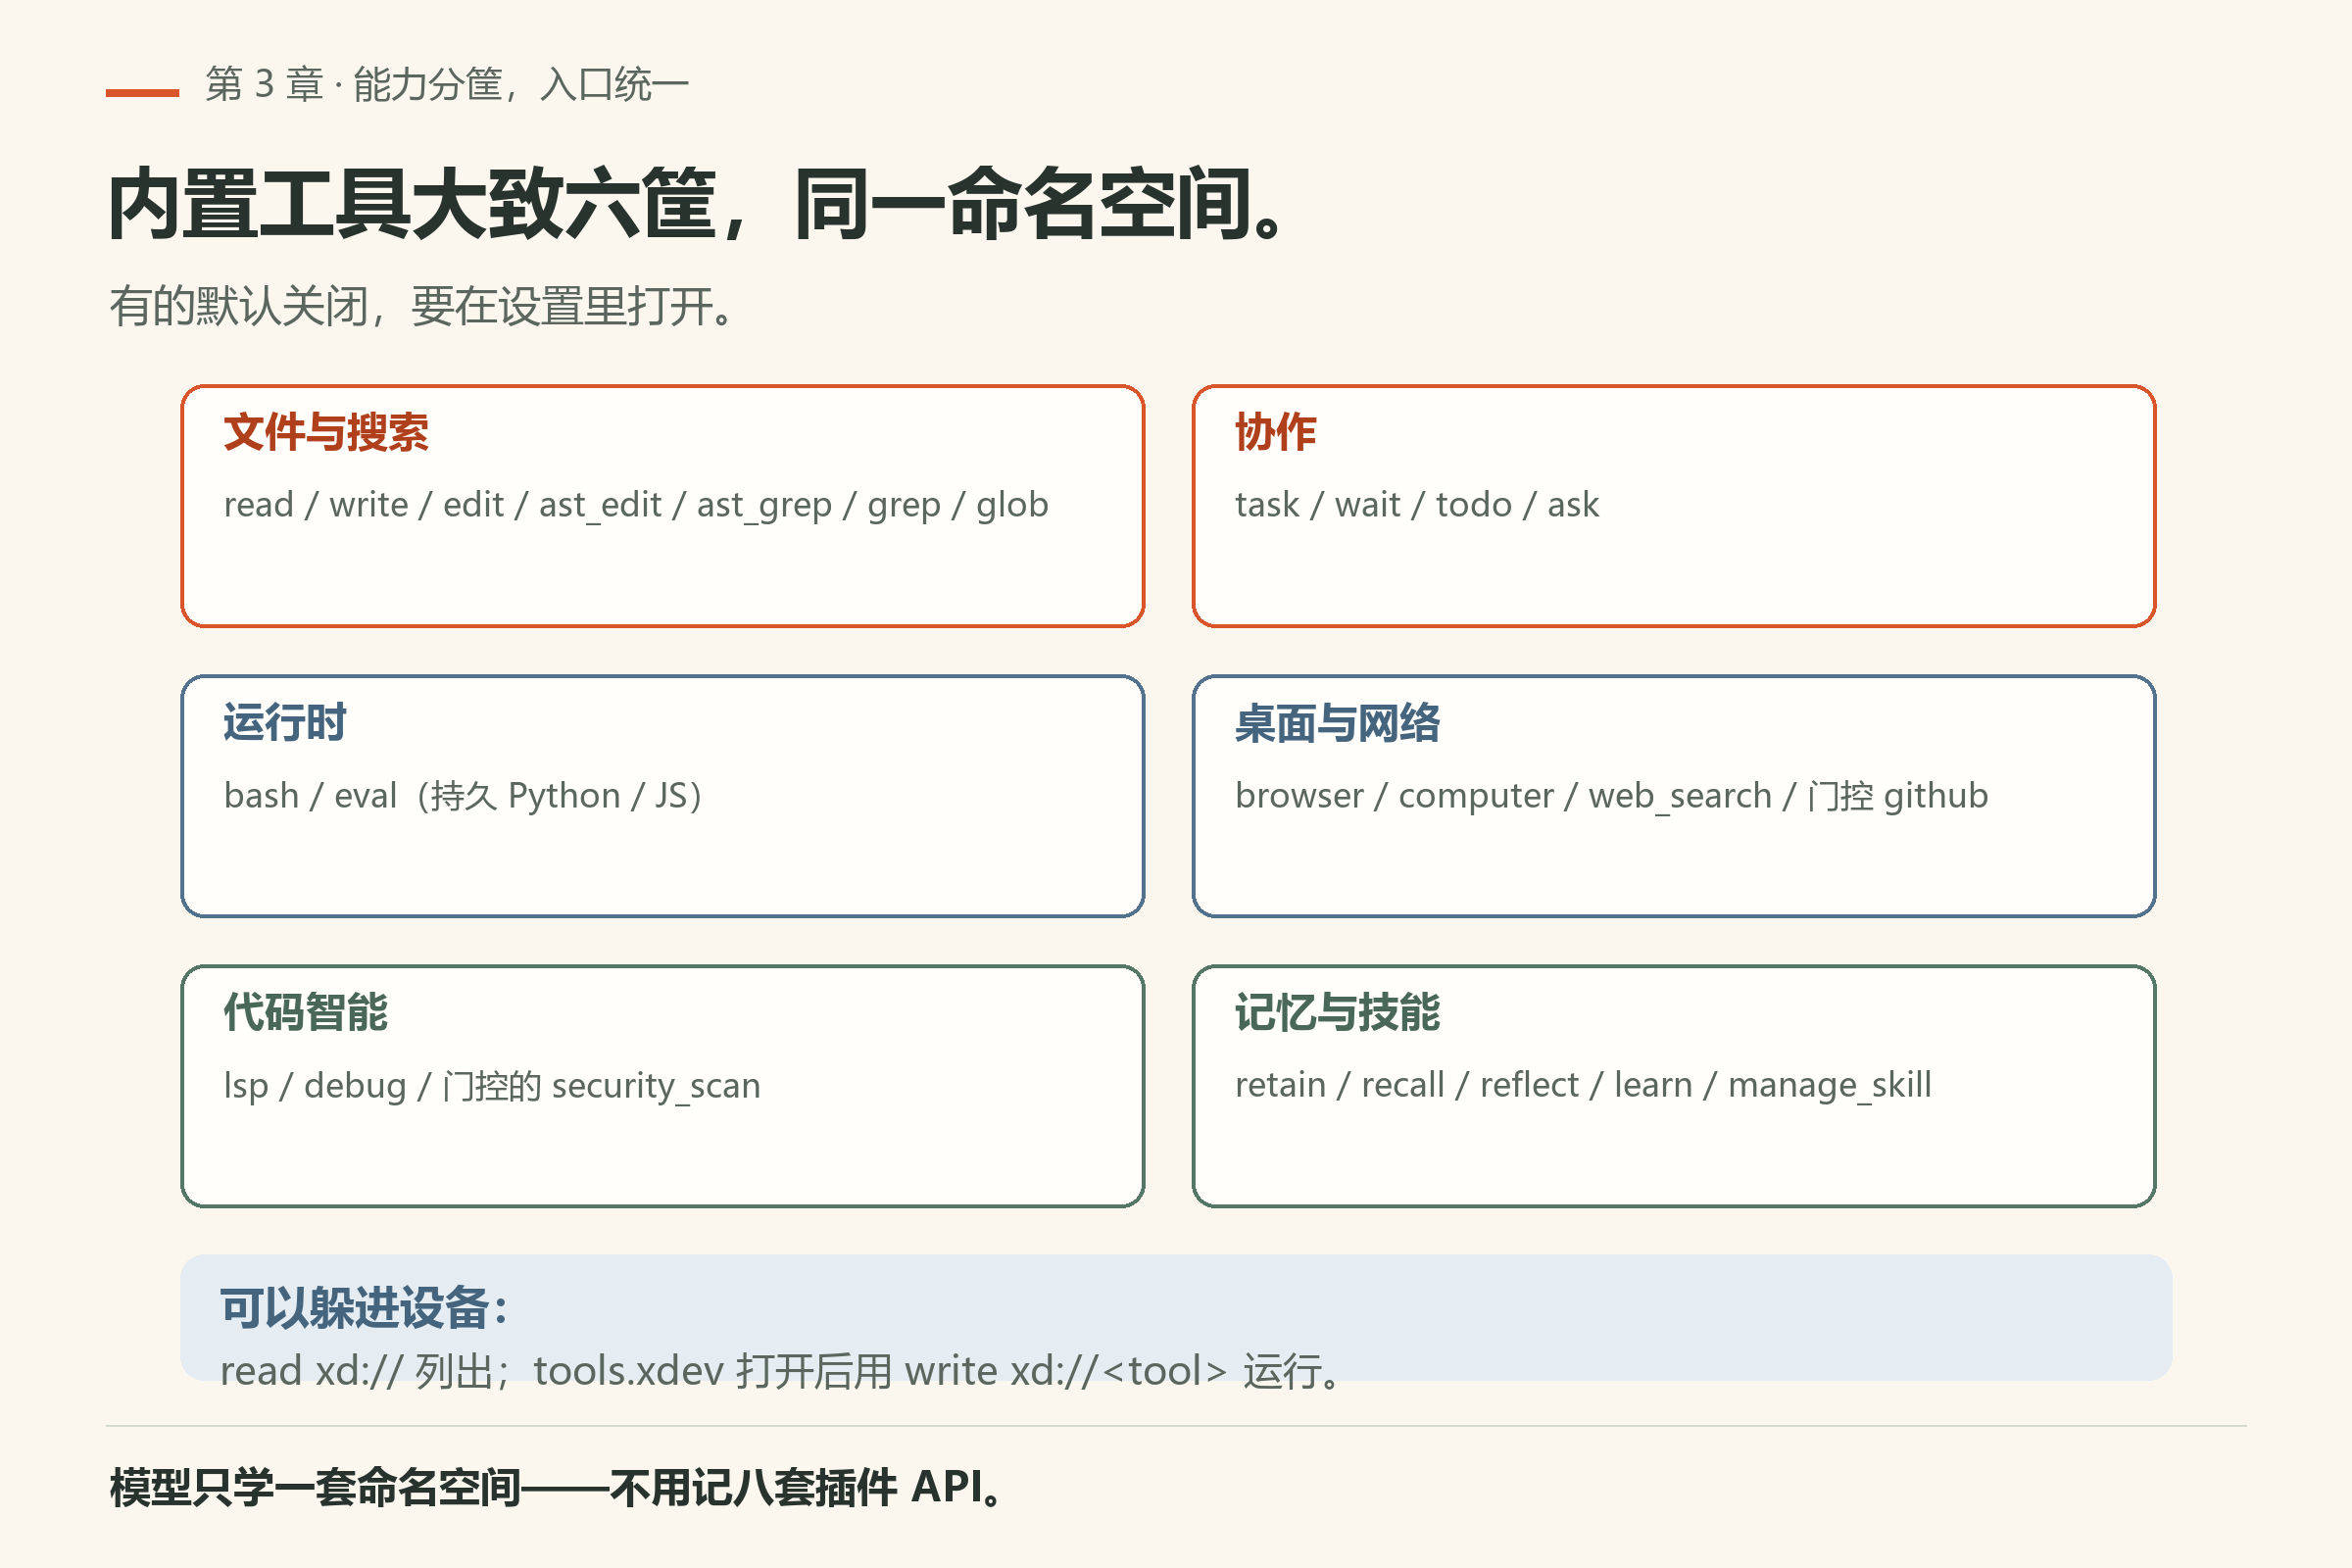 第 3 章 · 能力分筐，入口统一
内置工具大致六筐，同一命名空间。
有的默认关闭，要在设置里打开。
文件与搜索
read / write / edit / ast_edit / ast_grep / grep / glob
协作
task / wait / todo / ask
运行时
bash / eval（持久 Python / JS）
桌面与网络
browser / computer / web_search / 门控 github
代码智能
lsp / debug / 门控的 security_scan
记忆与技能
retain / recall / reflect / learn / manage_skill
可以躲进设备：
read xd:// 列出；tools.xdev 打开后用 write xd://<tool> 运行。
模型只学一套命名空间——不用记八套插件 API。